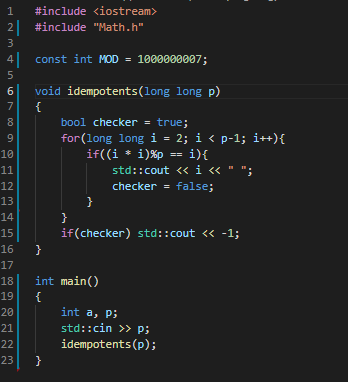 1 #include <iostream>
2 #include "Math.h"
3
4 const int MOD = 1000000007;
5
6 void idempotents(long long p)
7 {
8     bool checker = true;
9     for(long long i = 2; i < p-1; i++){
10         if((i * i)%p == i){
11             std::cout << i << " ";
12             checker = false;
13         }
14     }
15     if(checker) std::cout << -1;
16 }
17
18 int main()
19 {
20     int a, p;
21     std::cin >> p;
22     idempotents(p);
23 }